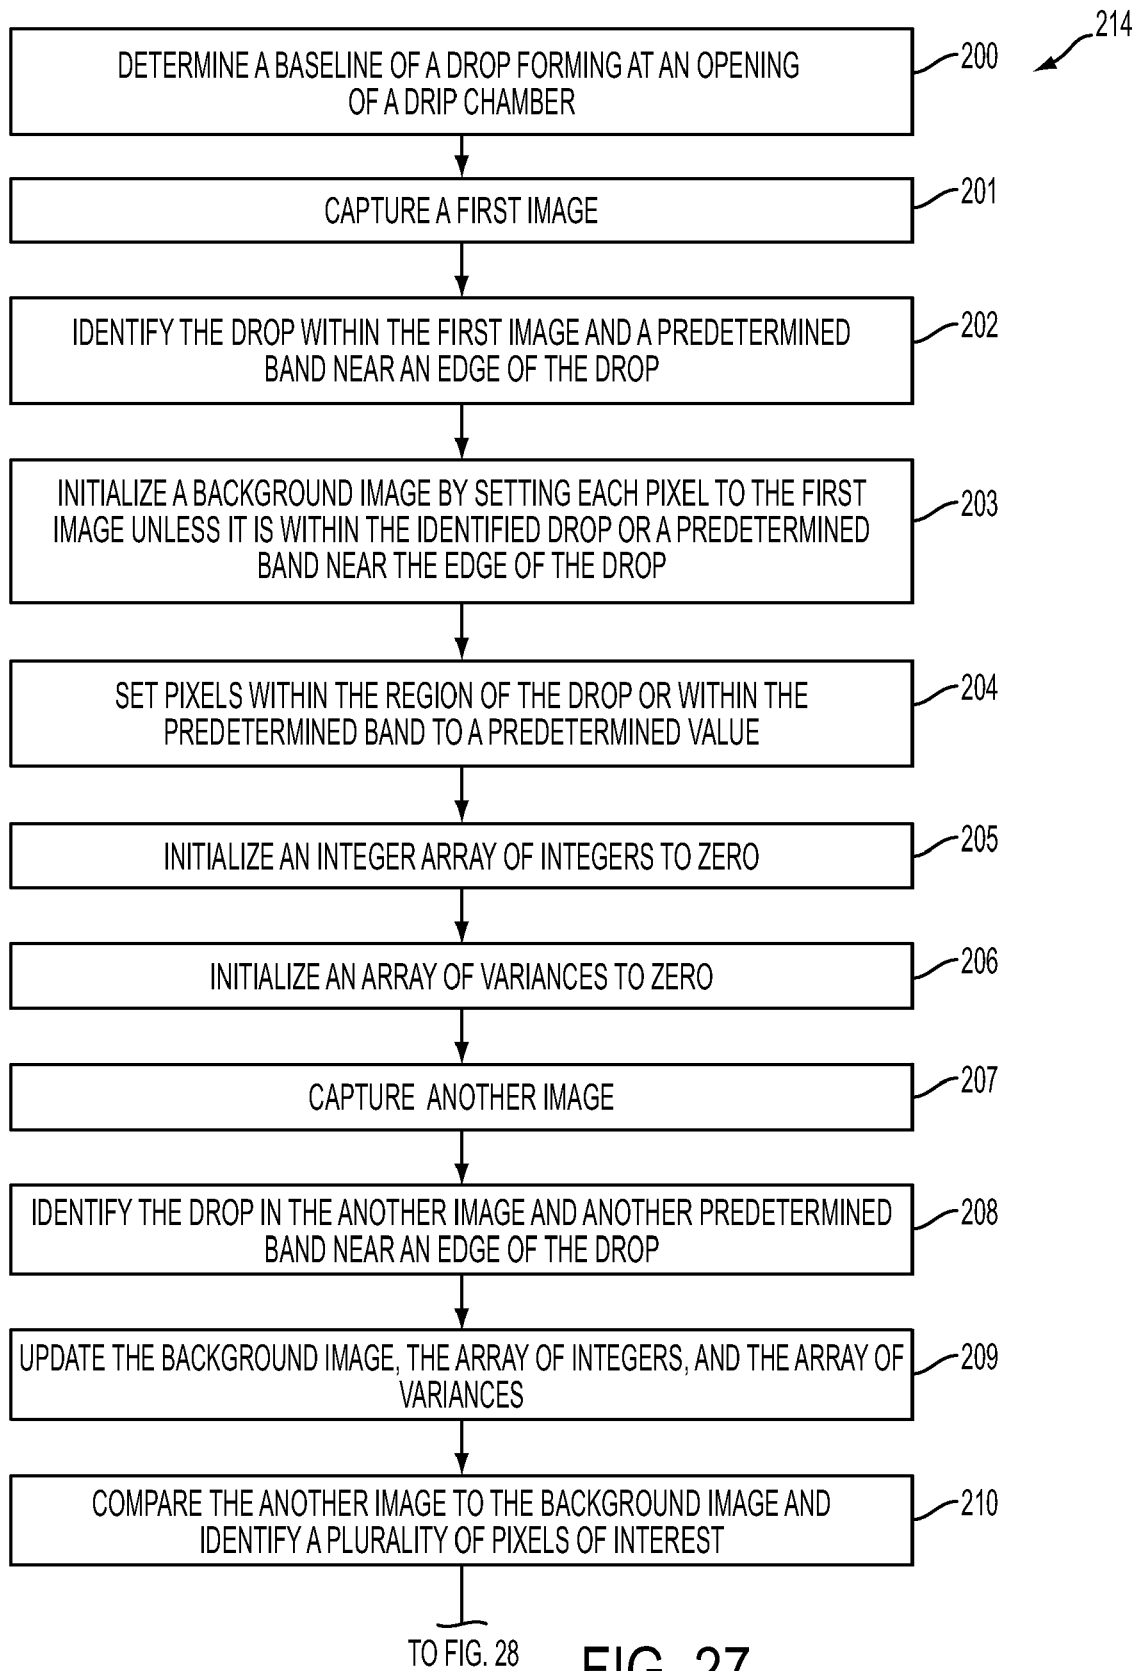 214
DETERMINE A BASELINE OF A DROP FORMING AT AN OPENING
OF A DRIP CHAMBER
200
CAPTURE A FIRST IMAGE
201
IDENTIFY THE DROP WITHIN THE FIRST IMAGE AND A PREDETERMINED
BAND NEAR AN EDGE OF THE DROP
202
INITIALIZE A BACKGROUND IMAGE BY SETTING EACH PIXEL TO THE FIRST
IMAGE UNLESS IT IS WITHIN THE IDENTIFIED DROP OR A PREDETERMINED
BAND NEAR THE EDGE OF THE DROP
203
SET PIXELS WITHIN THE REGION OF THE DROP OR WITHIN THE
PREDETERMINED BAND TO A PREDETERMINED VALUE
204
INITIALIZE AN INTEGER ARRAY OF INTEGERS TO ZERO
205
INITIALIZE AN ARRAY OF VARIANCES TO ZERO
206
CAPTURE ANOTHER IMAGE
207
IDENTIFY THE DROP IN THE ANOTHER IMAGE AND ANOTHER PREDETERMINED
BAND NEAR AN EDGE OF THE DROP
208
UPDATE THE BACKGROUND IMAGE, THE ARRAY OF INTEGERS, AND THE ARRAY OF
VARIANCES
209
COMPARE THE ANOTHER IMAGE TO THE BACKGROUND IMAGE AND
IDENTIFY A PLURALITY OF PIXELS OF INTEREST
210
TO FIG. 28
FIG. 27